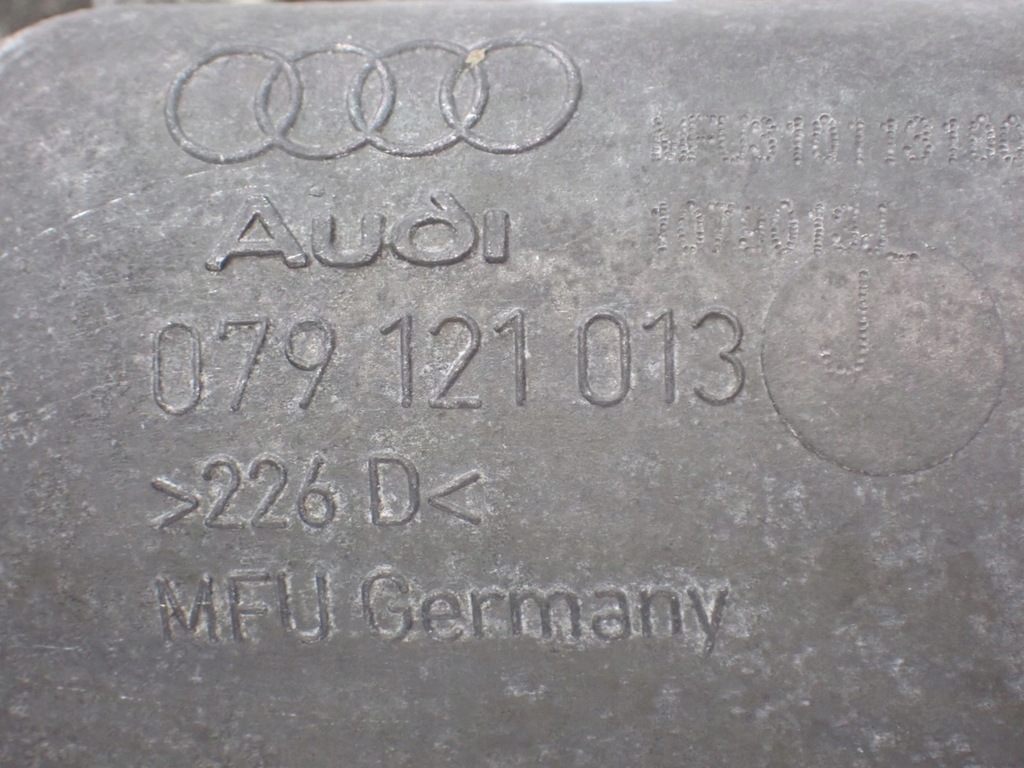 Audi
079 121 013
J
>226 D<
MFU Germany